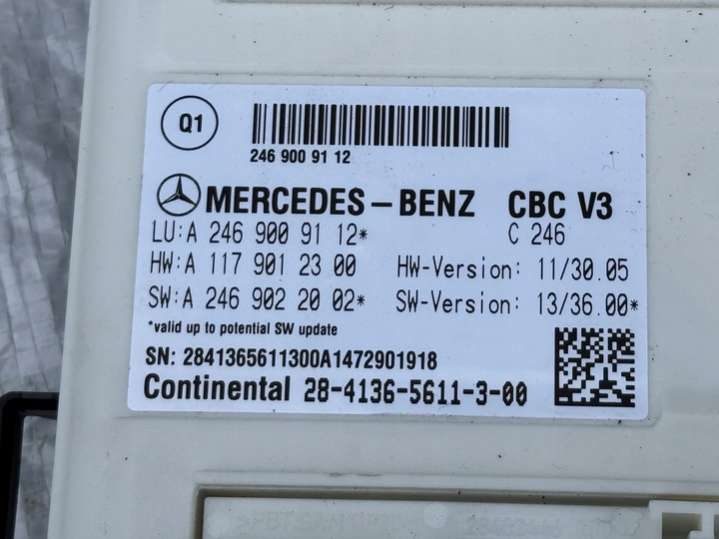 Q1
246 900 91 12
MERCEDES-BENZ CBC V3
LU:A 246 900 91 12* C 246
HW:A 117 901 23 00 HW-Version: 11/30.05
SW:A 246 902 20 02* SW-Version: 13/36.00*
*valid up to potential SW update
SN: 2841365611300A1472901918
Continental 28-4136-5611-3-00